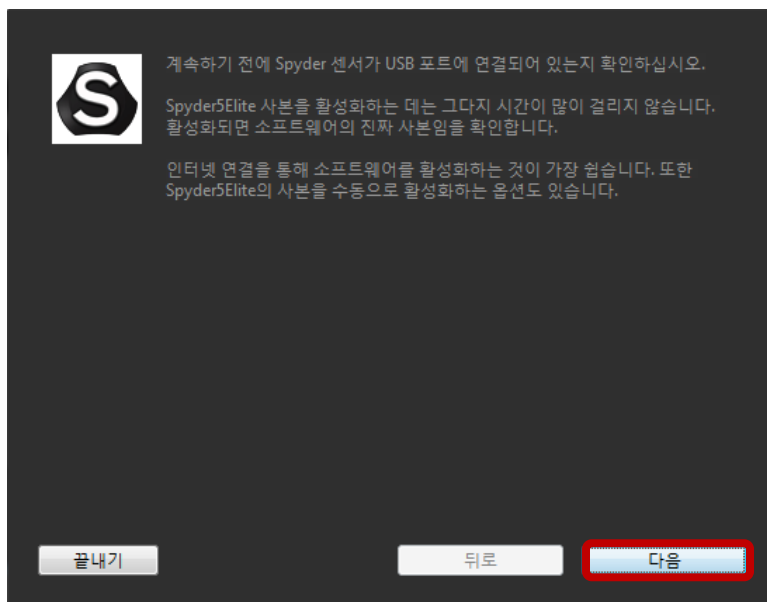 계속하기 전에 Spyder 센서가 USB 포트에 연결되어 있는지 확인하십시오.
Spyder5Elite 사본을 활성화하는 데는 그다지 시간이 많이 걸리지 않습니다.
활성화되면 소프트웨어의 진짜 사본임을 확인합니다.
인터넷 연결을 통해 소프트웨어를 활성화하는 것이 가장 쉽습니다. 또한
Spyder5Elite의 사본을 수동으로 활성화하는 옵션도 있습니다.
S
끝내기 뒤로 다음